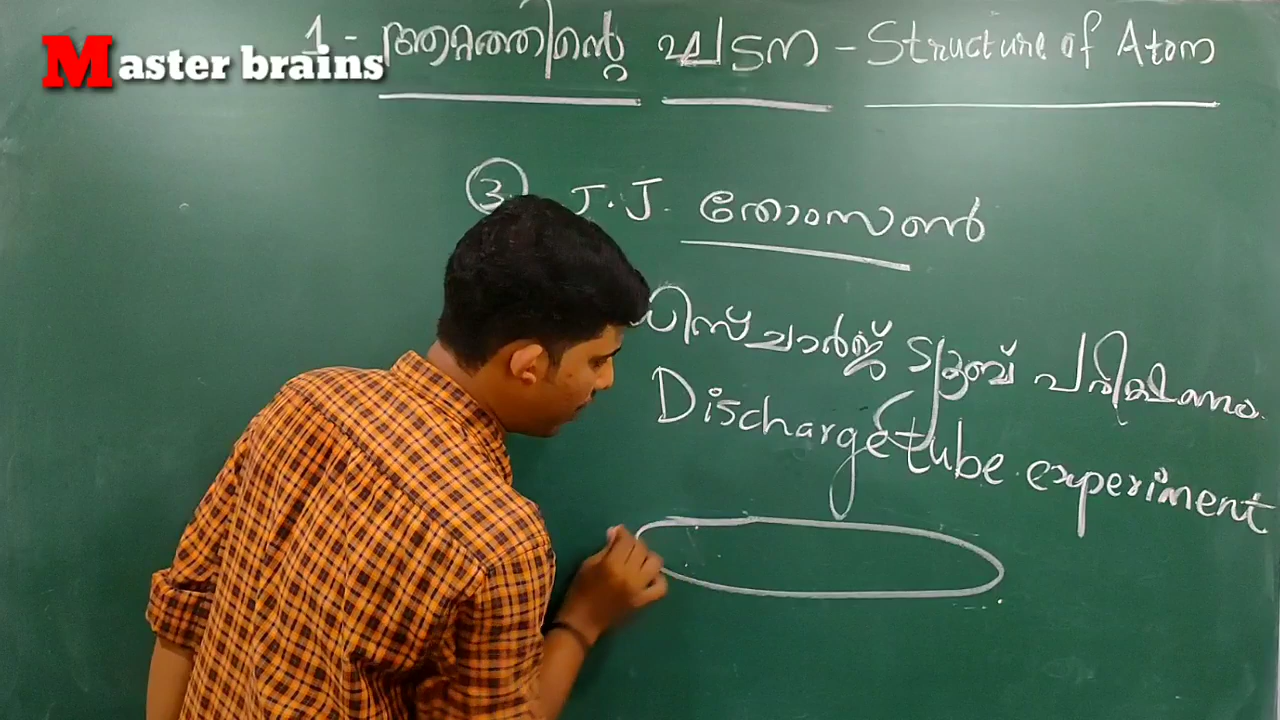 Master brains
1 - ആറ്റത്തിന്റെ ഘടന - Structure of Atom
③ J.J. തോംസൺ
ഡിസ്ചാർജ്ജ് ട്യൂബ് പരീക്ഷണം
Discharge tube experiment